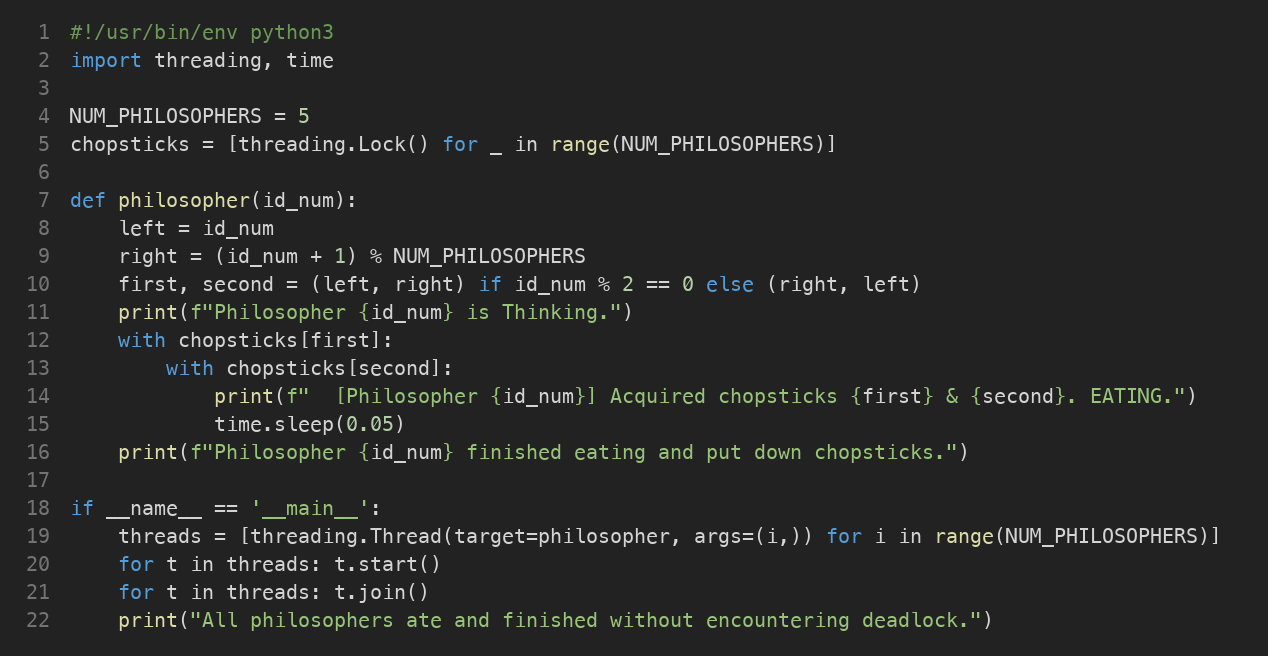 1 #!/usr/bin/env python3
2 import threading, time
3
4 NUM_PHILOSOPHERS = 5
5 chopsticks = [threading.Lock() for _ in range(NUM_PHILOSOPHERS)]
6
7 def philosopher(id_num):
8     left = id_num
9     right = (id_num + 1) % NUM_PHILOSOPHERS
10     first, second = (left, right) if id_num % 2 == 0 else (right, left)
11     print(f"Philosopher {id_num} is Thinking.")
12     with chopsticks[first]:
13         with chopsticks[second]:
14             print(f"  [Philosopher {id_num}] Acquired chopsticks {first} & {second}. EATING.")
15             time.sleep(0.05)
16     print(f"Philosopher {id_num} finished eating and put down chopsticks.")
17
18 if __name__ == '__main__':
19     threads = [threading.Thread(target=philosopher, args=(i,)) for i in range(NUM_PHILOSOPHERS)]
20     for t in threads: t.start()
21     for t in threads: t.join()
22     print("All philosophers ate and finished without encountering deadlock.")